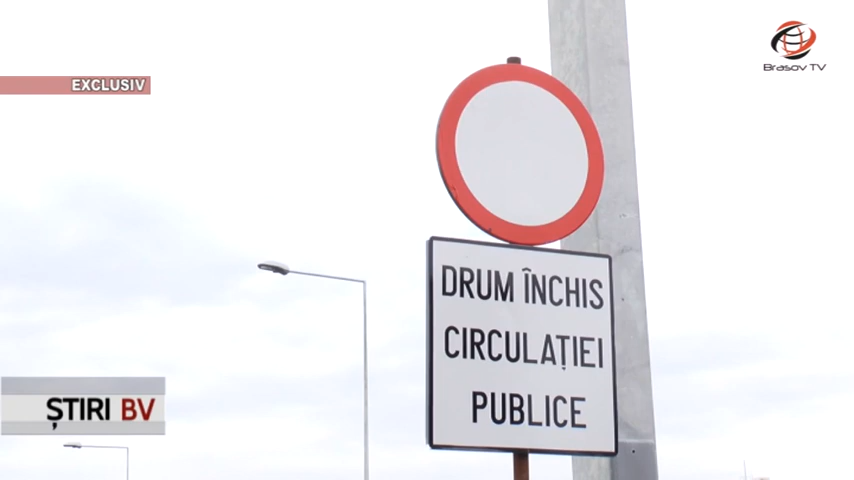 Brasov TV
EXCLUSIV
DRUM ÎNCHIS
CIRCULAȚIEI
PUBLICE
ȘTIRI BV